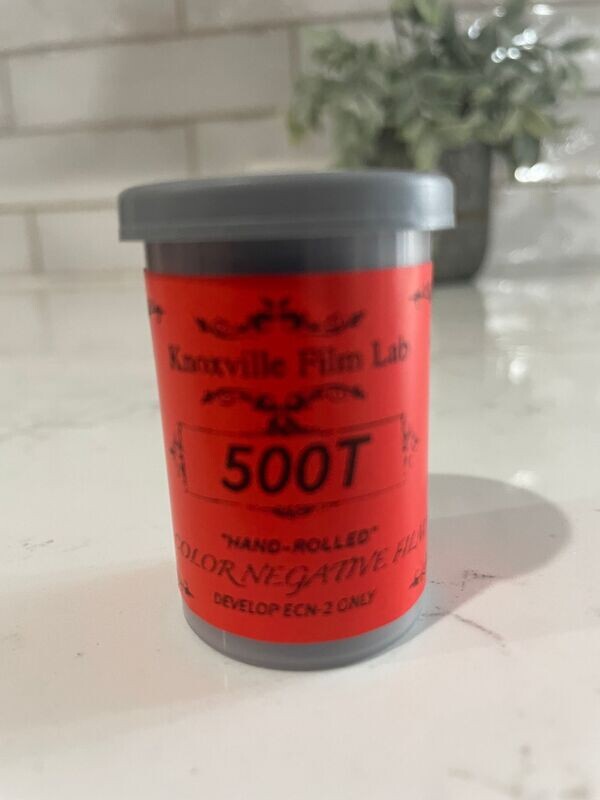 Knoxville Film Lab
500T
"HAND-ROLLED"
COLOR NEGATIVE FILM
DEVELOP ECN-2 ONLY